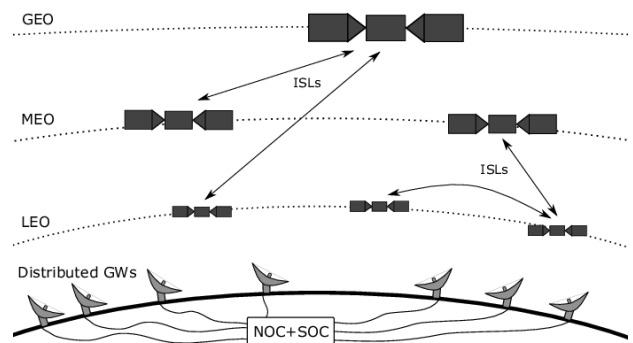 GEO
ISLs
MEO
ISLs
LEO
Distributed GWs
NOC+SOC